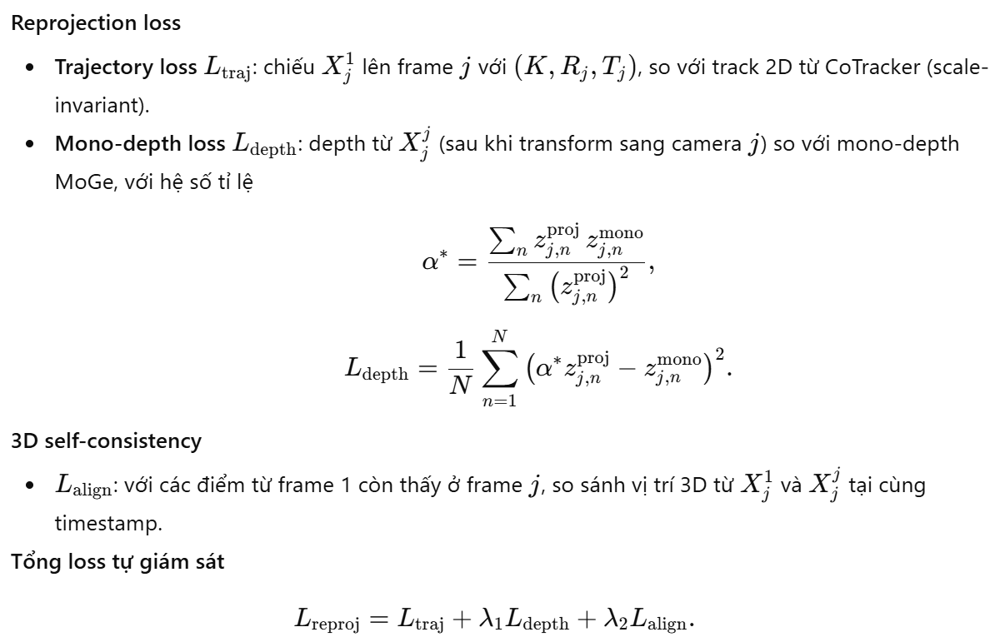 Reprojection loss
• Trajectory loss $L_{\text{traj}}$: chiếu $X_j^1$ lên frame $j$ với $(K, R_j, T_j)$, so với track 2D từ CoTracker (scale-
invariant).
• Mono-depth loss $L_{\text{depth}}$: depth từ $X_j^j$ (sau khi transform sang camera $j$) so với mono-depth
MoGe, với hệ số tỉ lệ
$\alpha^* = \frac{\sum_n z_{j,n}^{\text{proj}} z_{j,n}^{\text{mono}}}{\sum_n \left(z_{j,n}^{\text{proj}}\right)^2},$
$L_{\text{depth}} = \frac{1}{N} \sum_{n=1}^{N} \left(\alpha^* z_{j,n}^{\text{proj}} - z_{j,n}^{\text{mono}}\right)^2.$
3D self-consistency
• $L_{\text{align}}$: với các điểm từ frame 1 còn thấy ở frame $j$, so sánh vị trí 3D từ $X_j^1$ và $X_j^j$ tại cùng
timestamp.
Tổng loss tự giám sát
$L_{\text{reproj}} = L_{\text{traj}} + \lambda_1 L_{\text{depth}} + \lambda_2 L_{\text{align}}.$